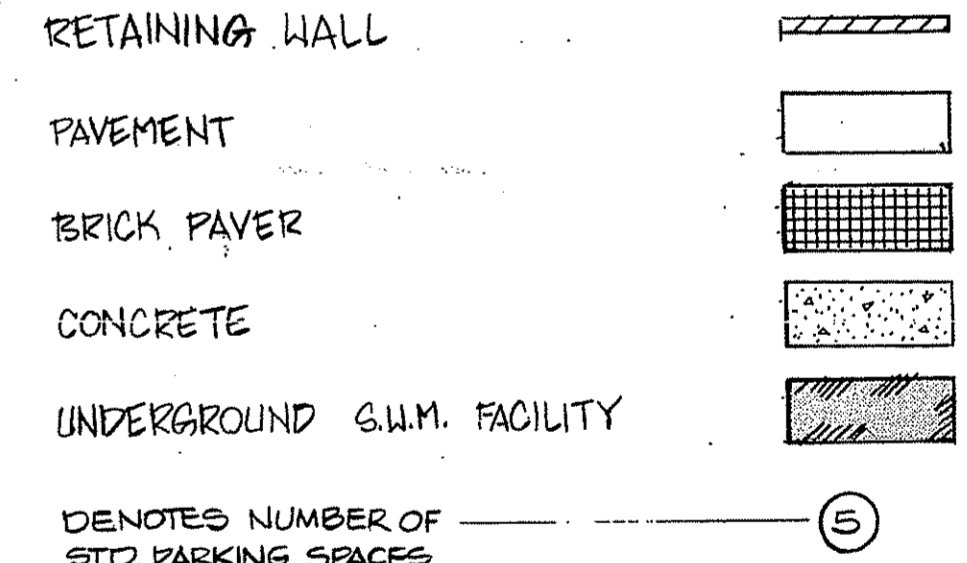 RETAINING WALL
PAVEMENT
BRICK PAVER
CONCRETE
UNDERGROUND S.W.M. FACILITY
DENOTES NUMBER OF 5
STD PARKING SPACES